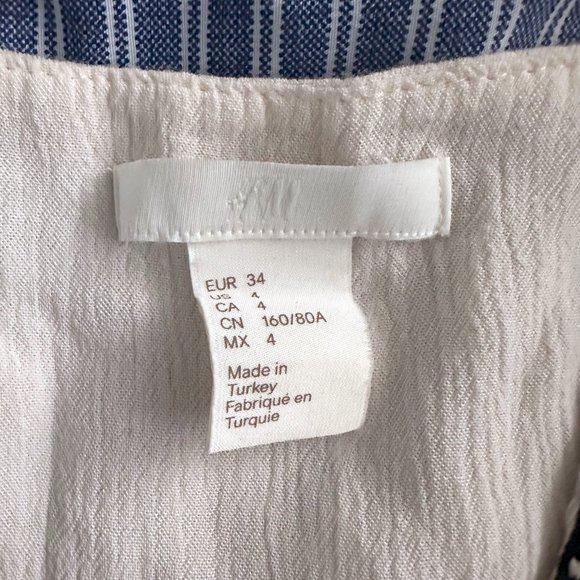 H&M
EUR 34
US 4
CA 4
CN 160/80A
MX 4
Made in
Turkey
Fabriqué en
Turquie